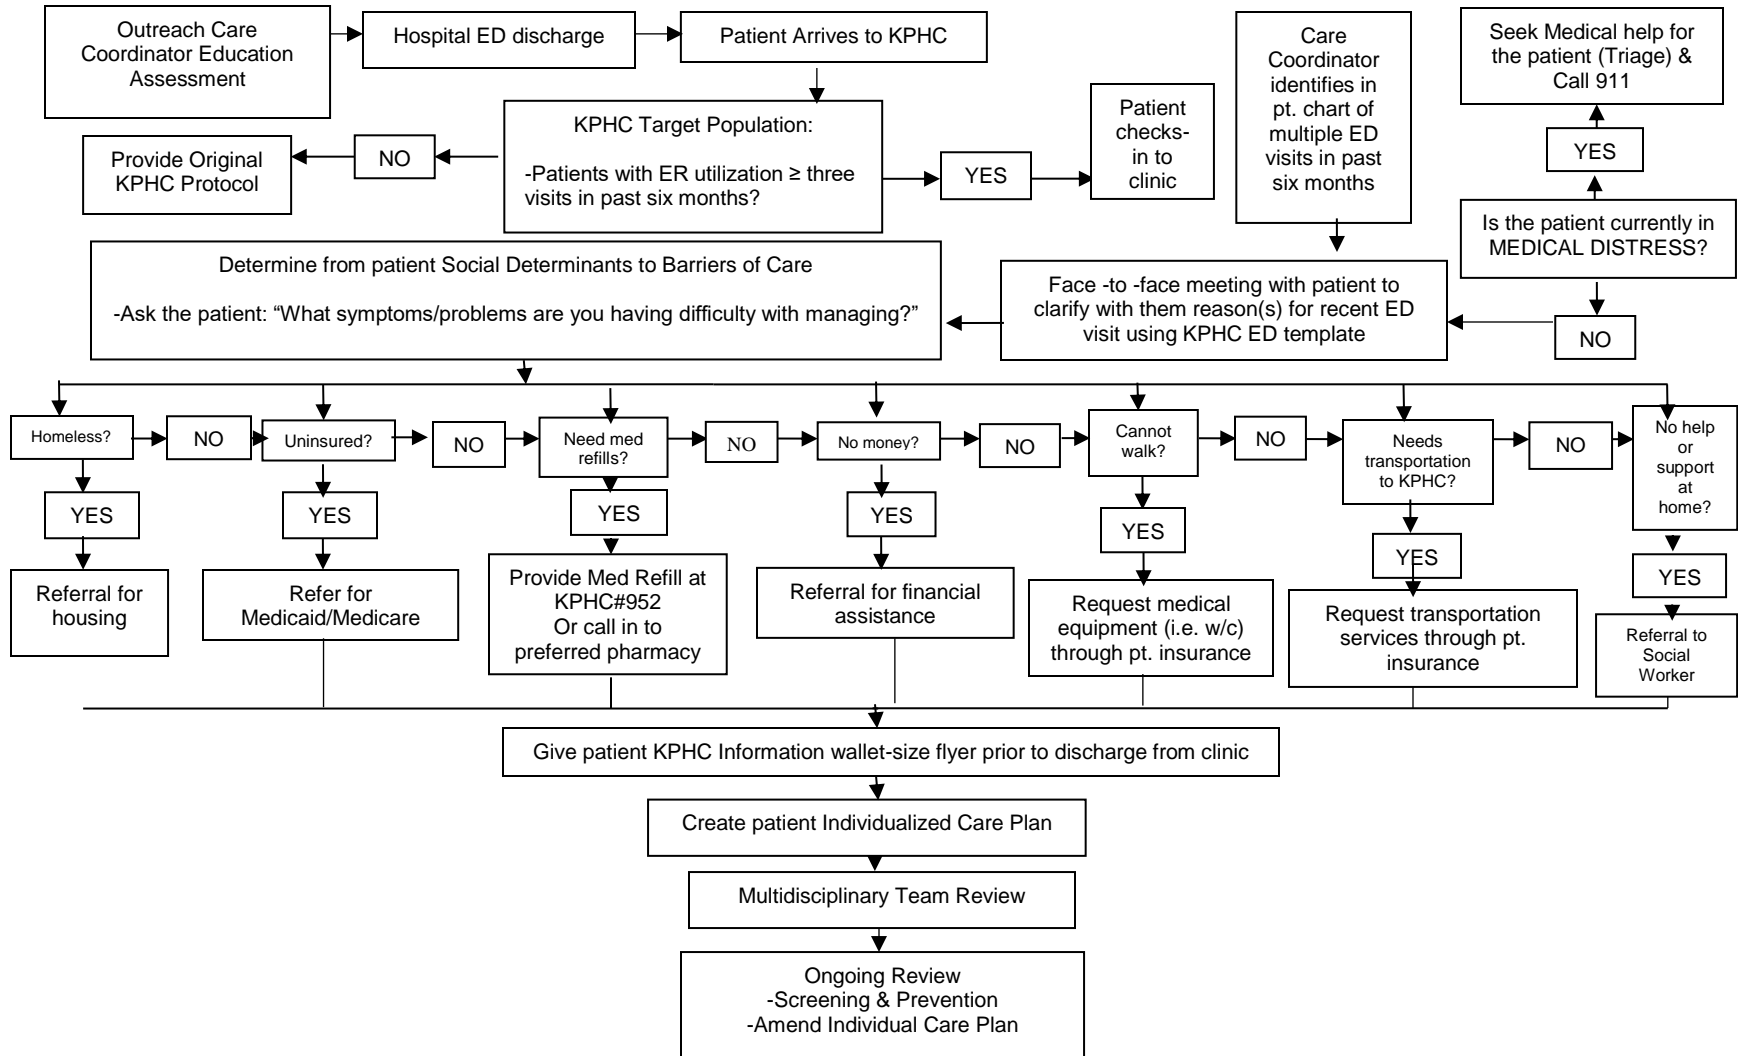 Outreach Care
Coordinator Education
Assessment
Hospital ED discharge
Patient Arrives to KPHC
Care
Coordinator
identifies in
pt. chart of
multiple ED
visits in past
six months
Seek Medical help for
the patient (Triage) &
Call 911
YES
Is the patient currently in
MEDICAL DISTRESS?
NO
KPHC Target Population:
-Patients with ER utilization ≥ three
visits in past six months?
NO
Provide Original
KPHC Protocol
YES
Patient
checks-
in to
clinic
Determine from patient Social Determinants to Barriers of Care
-Ask the patient: “What symptoms/problems are you having difficulty with managing?”
Face -to -face meeting with patient to
clarify with them reason(s) for recent ED
visit using KPHC ED template
Homeless?
NO
Uninsured?
NO
Need med
refills?
NO
No money?
NO
Cannot
walk?
NO
Needs
transportation
to KPHC?
NO
No help
or
support
at
home?
YES
YES
YES
YES
YES
YES
YES
Referral for
housing
Refer for
Medicaid/Medicare
Provide Med Refill at
KPHC#952
Or call in to
preferred pharmacy
Referral for financial
assistance
Request medical
equipment (i.e. w/c)
through pt. insurance
Request transportation
services through pt.
insurance
Referral to
Social
Worker
Give patient KPHC Information wallet-size flyer prior to discharge from clinic
Create patient Individualized Care Plan
Multidisciplinary Team Review
Ongoing Review
-Screening & Prevention
-Amend Individual Care Plan